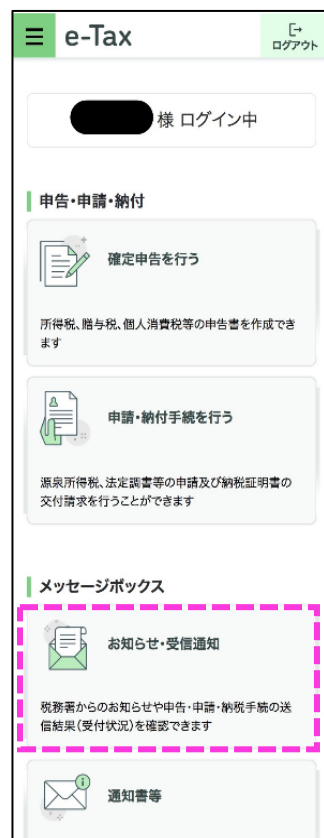 e-Tax
ログアウト
様 ログイン中
申告・申請・納付
確定申告を行う
所得税、贈与税、個人消費税等の申告書を作成でき
ます
申請・納付手続を行う
源泉所得税、法定調書等の申請及び納税証明書の
交付請求を行うことができます
メッセージボックス
お知らせ・受信通知
税務署からのお知らせや申告・申請・納税手続の送
信結果(受付状況)を確認できます
通知書等